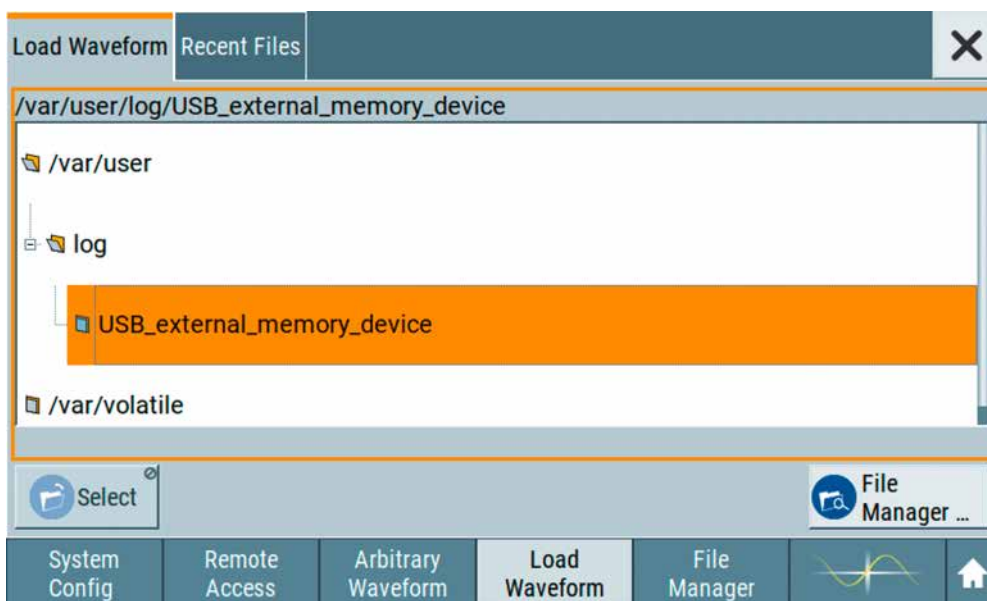 Load Waveform Recent Files
/var/user/log/USB_external_memory_device
/var/user
log
USB_external_memory_device
/var/volatile
Select
File
Manager ...
System
Config
Remote
Access
Arbitrary
Waveform
Load
Waveform
File
Manager